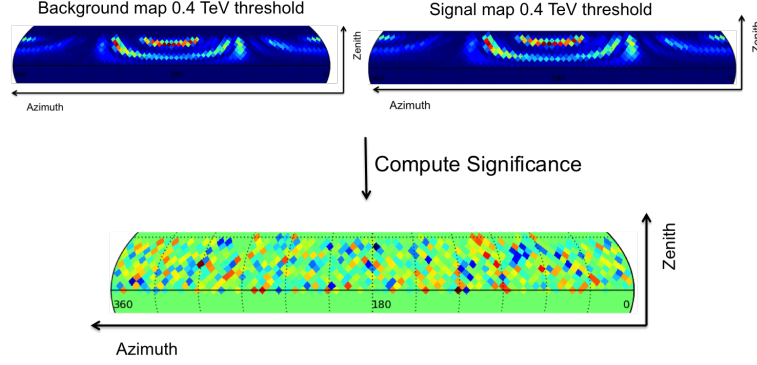 Background map 0.4 TeV threshold
Signal map 0.4 TeV threshold
Zenith
Zenith
Azimuth
Azimuth
Compute Significance
Zenith
360
180
0
Azimuth